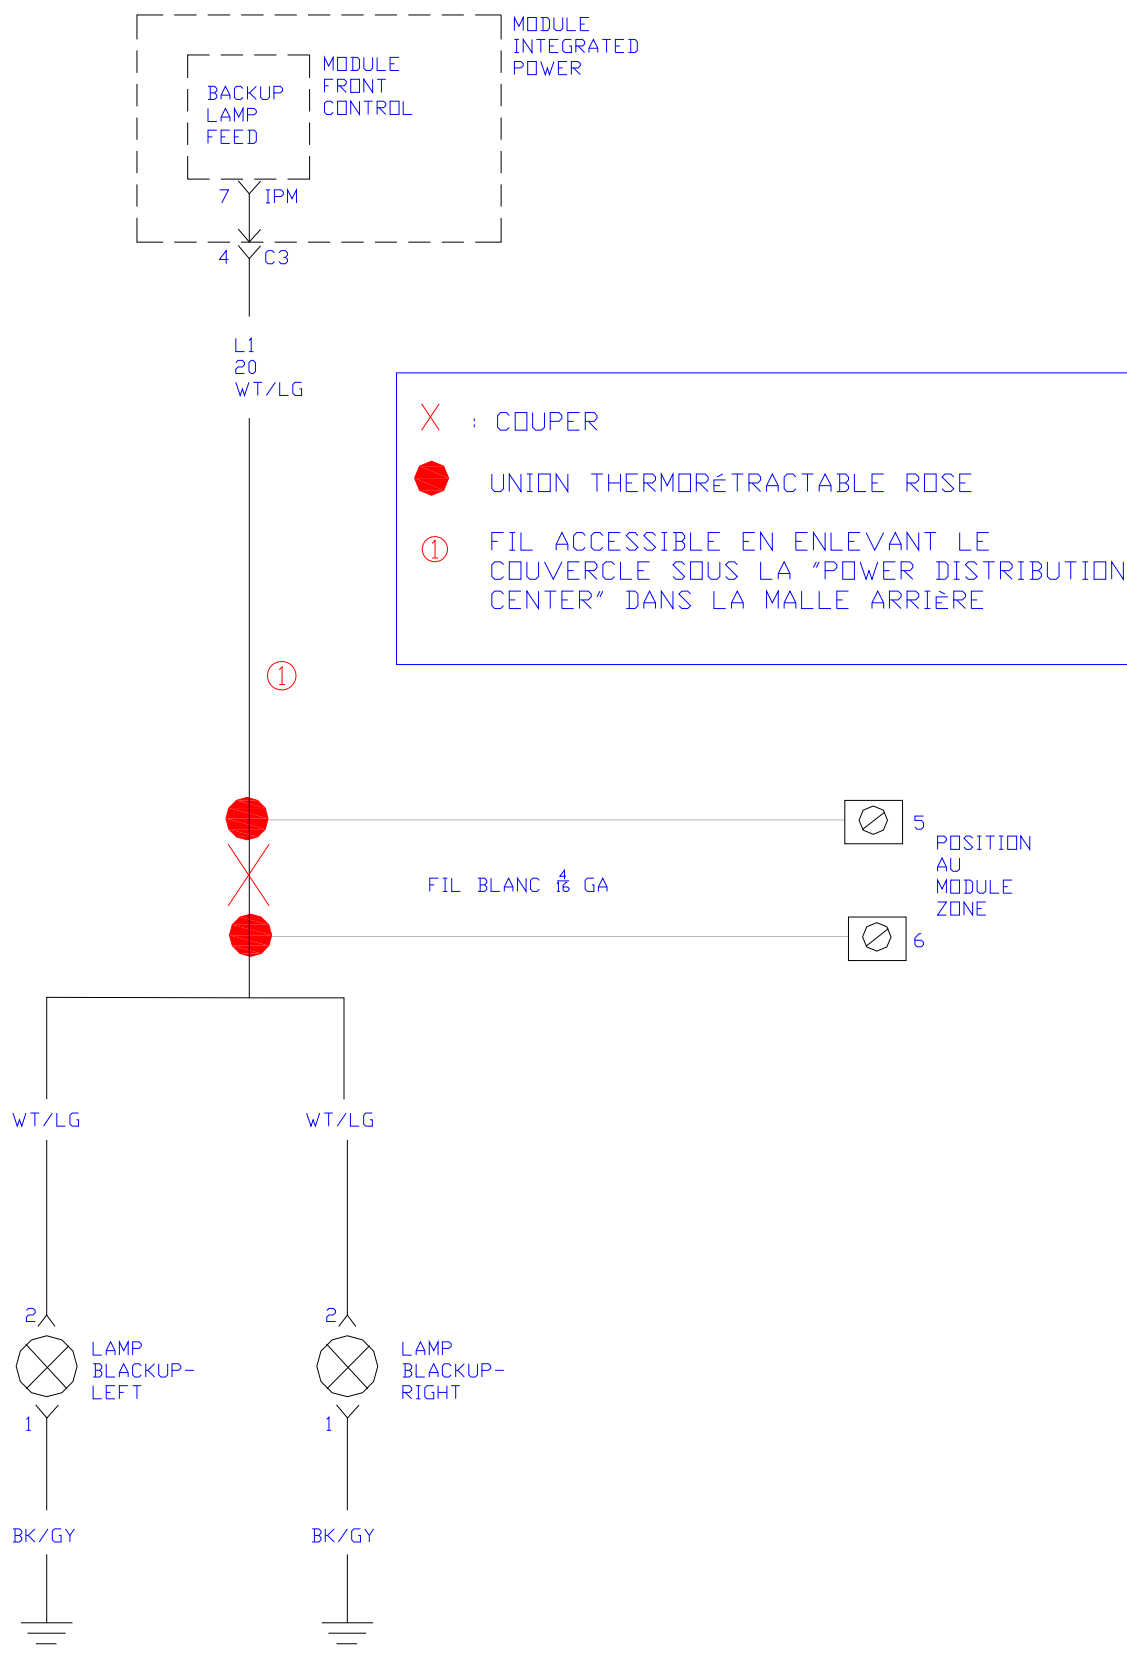 MODULE
INTEGRATED
POWER
MODULE
FRONT
CONTROL
BACKUP
LAMP
FEED
7 IPM
4 C3
L1
20
WT/LG
X : COUPER
UNION THERMORÉTRACTABLE ROSE
1 FIL ACCESSIBLE EN ENLEVANT LE
COUVERCLE SOUS LA "POWER DISTRIBUTION
CENTER" DANS LA MALLE ARRIÈRE
1
5
POSITION
AU
MODULE
ZONE
FIL BLANC 4/16 GA
6
WT/LG WT/LG
2 2
LAMP
BLACKUP-
LEFT
LAMP
BLACKUP-
RIGHT
1 1
BK/GY BK/GY